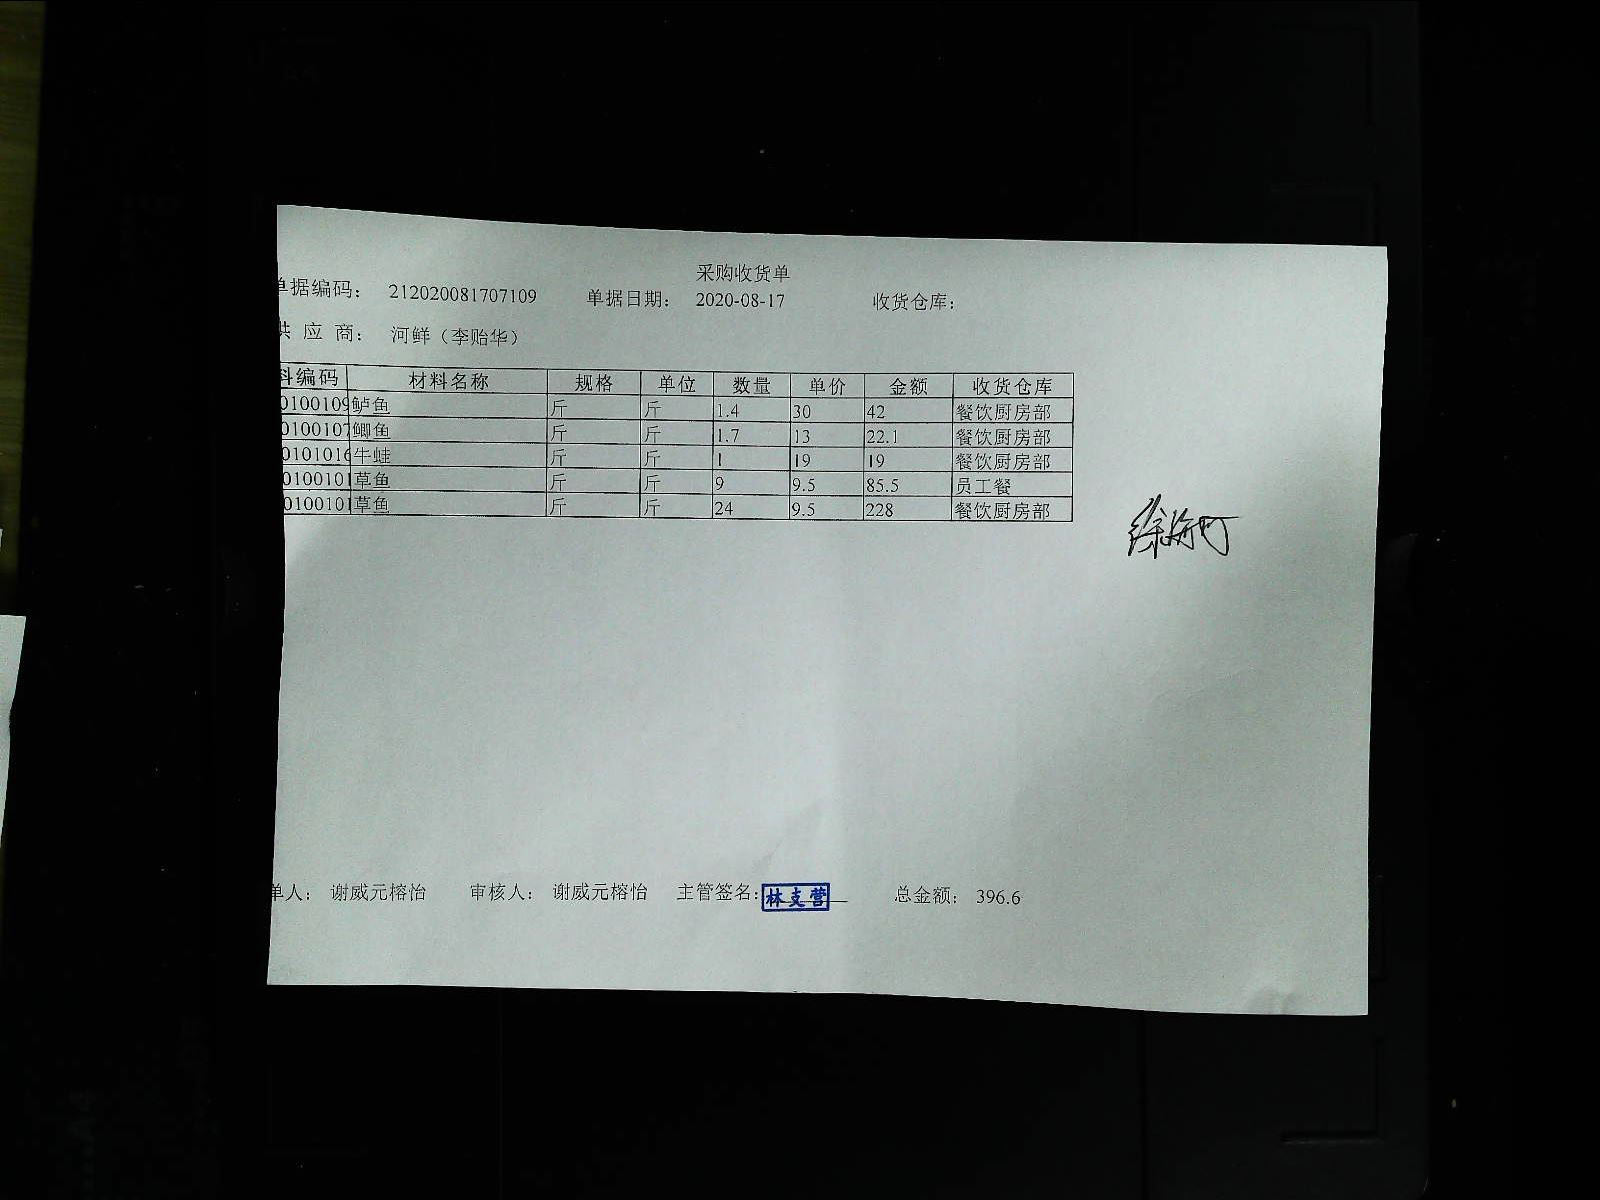 采购收货单
单据编码： 212020081707109 单据日期： 2020-08-17 收货仓库：
供 应 商： 河鲜（李贻华）
料编码 材料名称 规格 单位 数量 单价 金额 收货仓库
0100109 鲈鱼 斤 斤 1.4 30 42 餐饮厨房部
0100107 鲫鱼 斤 斤 1.7 13 22.1 餐饮厨房部
0101016 牛蛙 斤 斤 1 19 19 餐饮厨房部
0100101 草鱼 斤 斤 9 9.5 85.5 员工餐
0100101 草鱼 斤 斤 24 9.5 228 餐饮厨房部
单人： 谢威元榕怡 审核人： 谢威元榕怡 主管签名： 林支营 总金额： 396.6